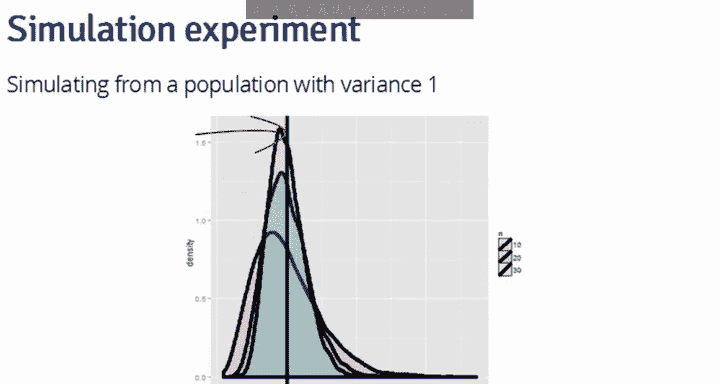 Simulation experiment
Simulating from a population with variance 1
1.5
1.0
density
0.5
0.0
n
10
20
30